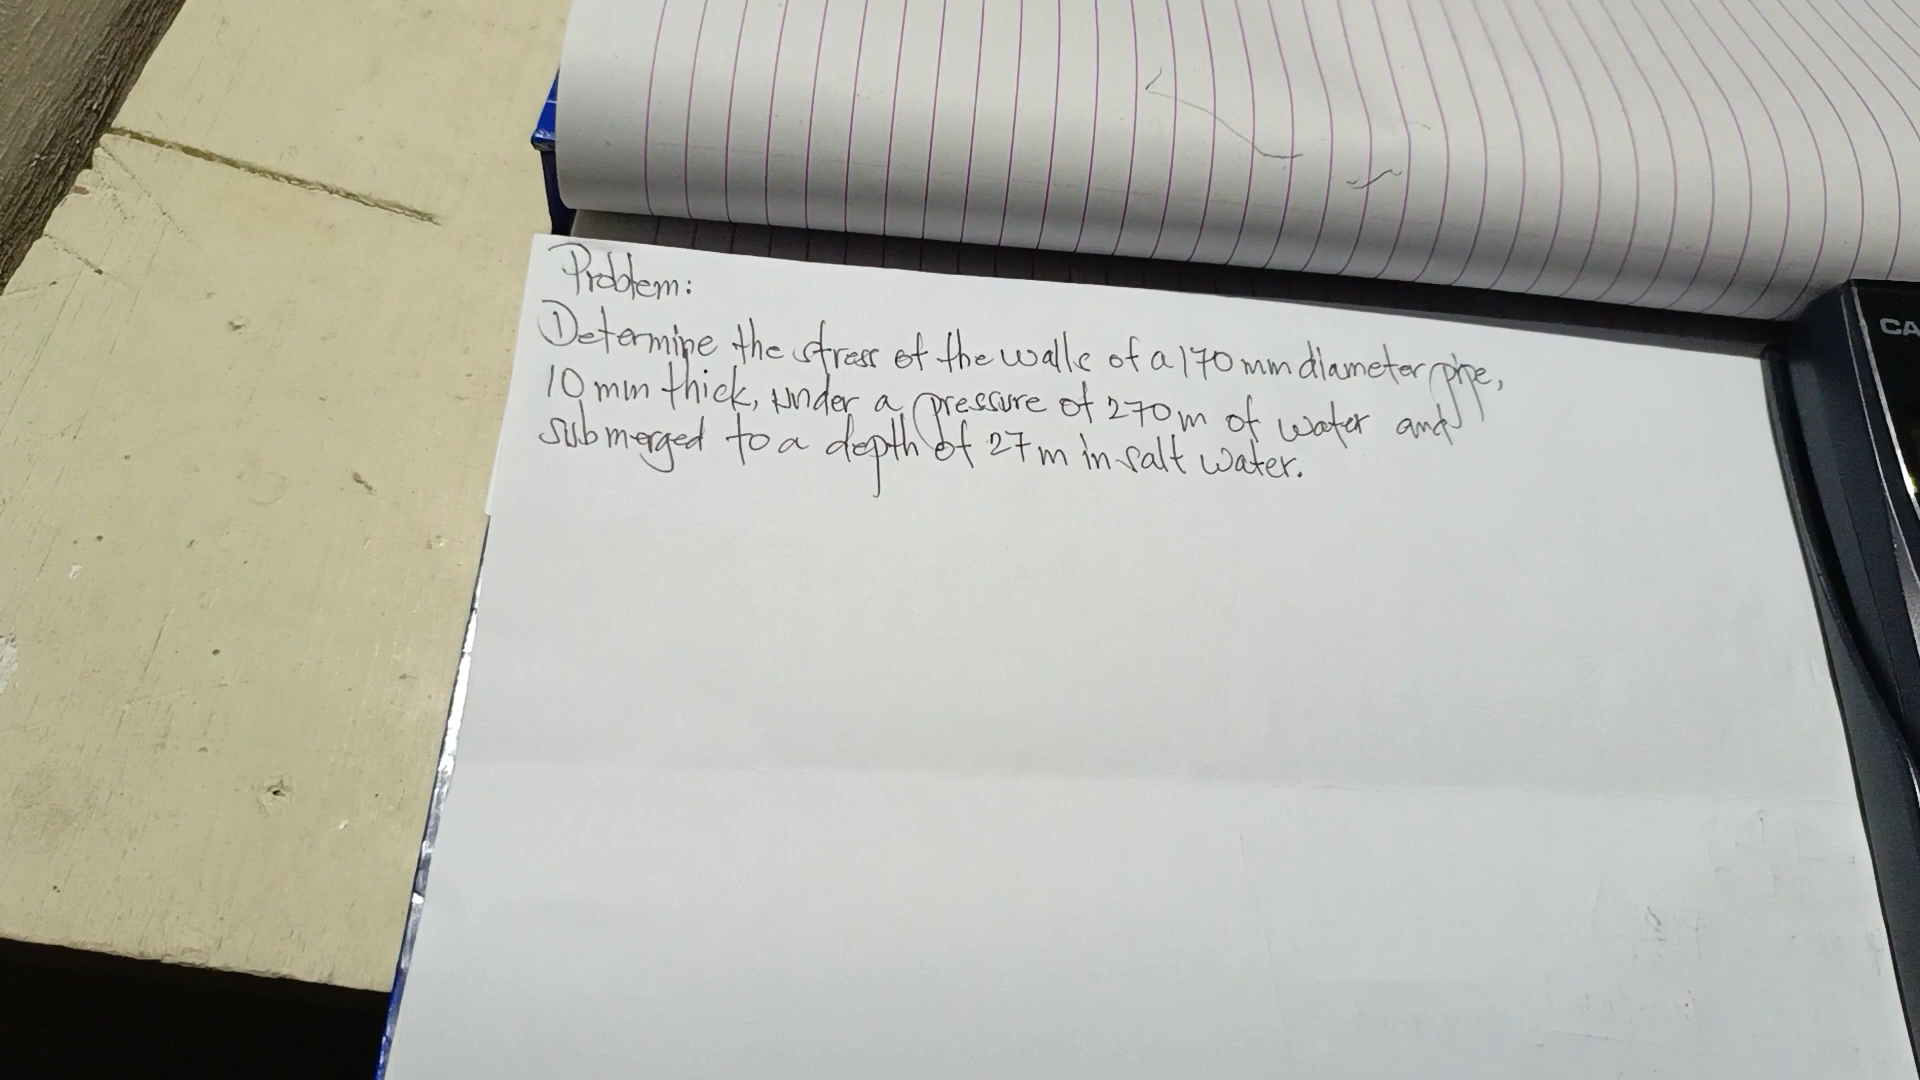 Problem:
Determine the stress of the walls of a 170 mm diameter pipe,
10 mm thick, under a pressure of 270 m of water and
submerged to a depth of 27 m in salt water.
CA